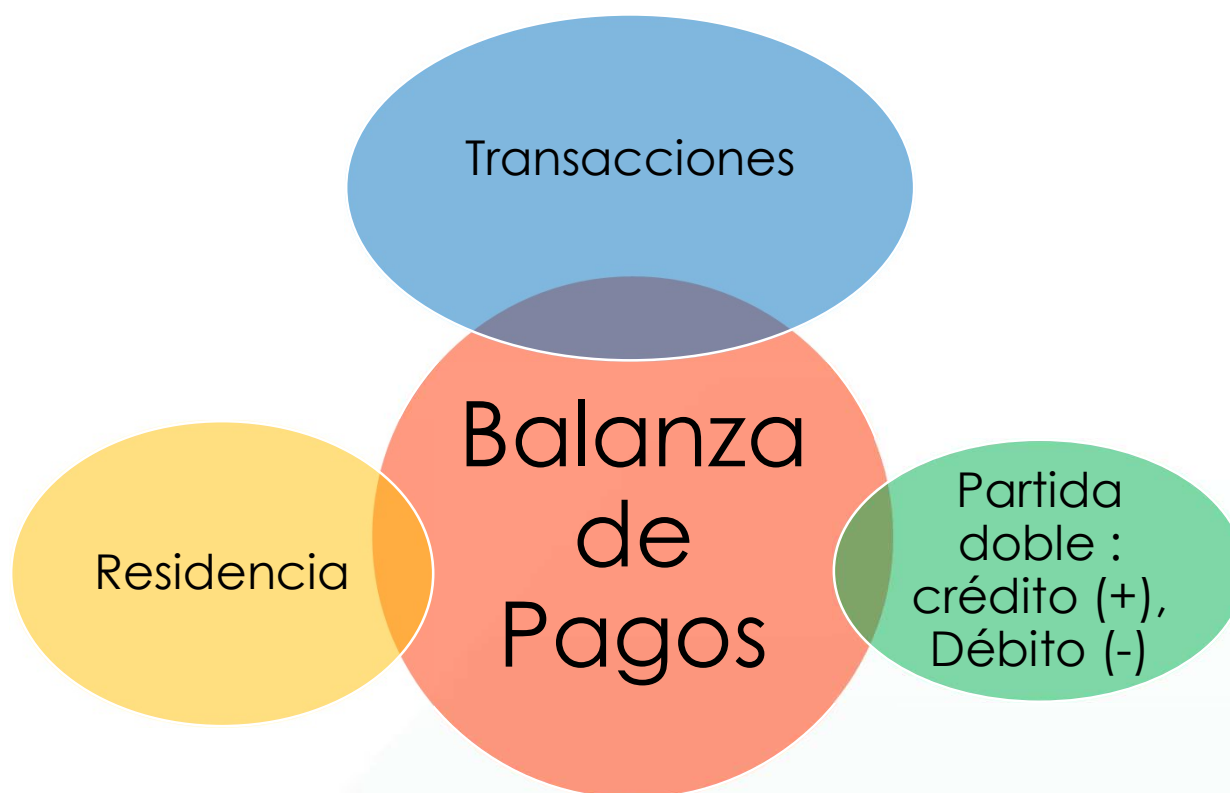 Transacciones
Balanza
de
Pagos
Residencia
Partida
doble :
crédito (+),
Débito (-)